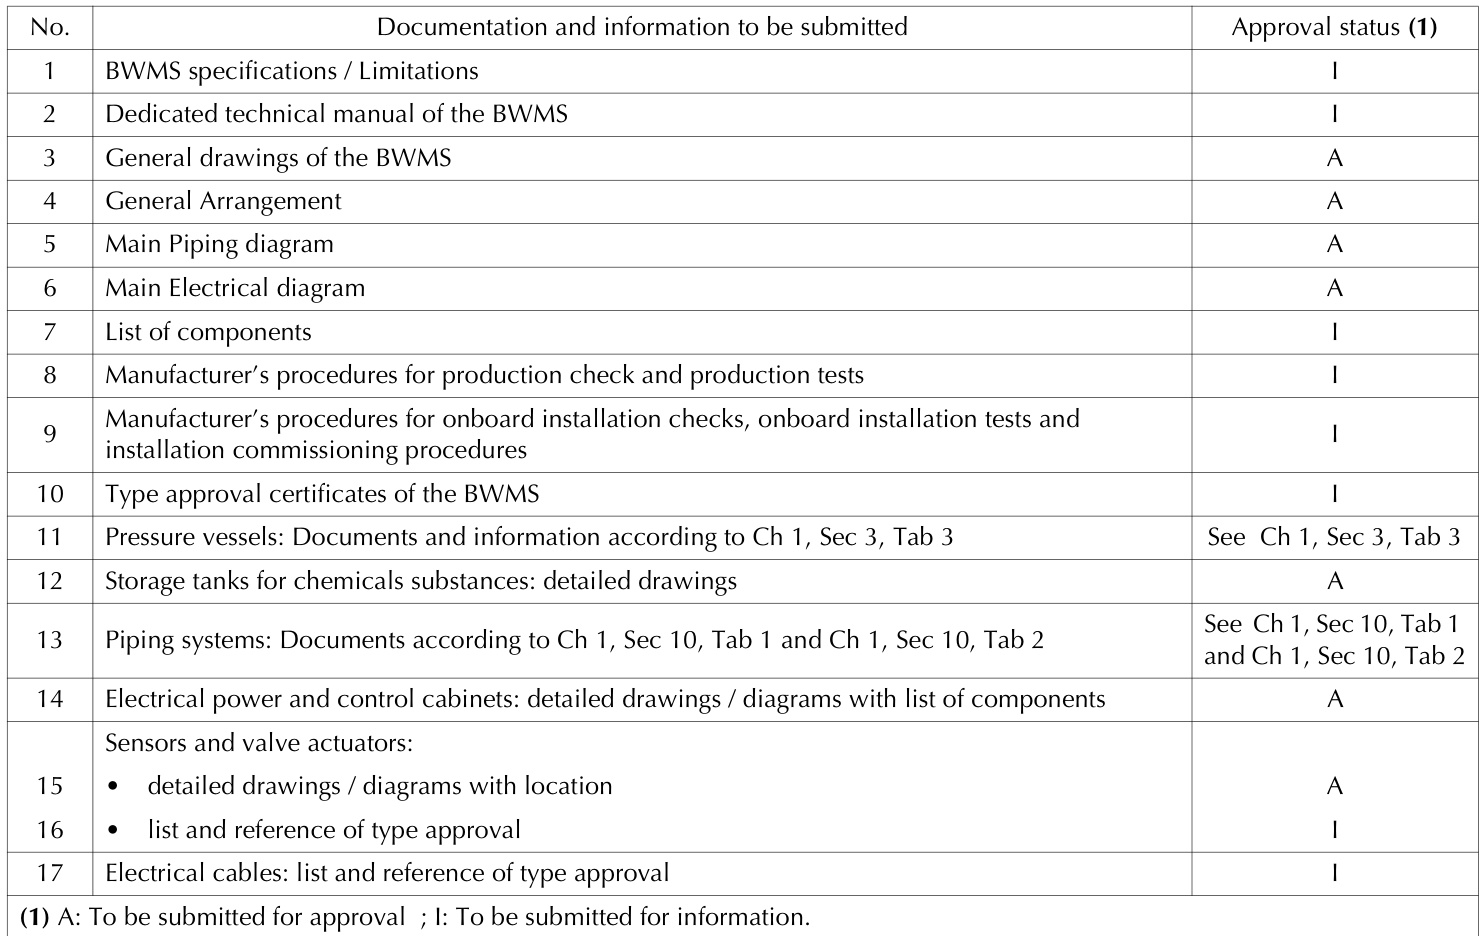 No. Documentation and information to be submitted Approval status (1)
1 BWMS specifications / Limitations I
2 Dedicated technical manual of the BWMS I
3 General drawings of the BWMS A
4 General Arrangement A
5 Main Piping diagram A
6 Main Electrical diagram A
7 List of components I
8 Manufacturer’s procedures for production check and production tests I
9 Manufacturer’s procedures for onboard installation checks, onboard installation tests and
installation commissioning procedures I
10 Type approval certificates of the BWMS I
11 Pressure vessels: Documents and information according to Ch 1, Sec 3, Tab 3 See Ch 1, Sec 3, Tab 3
12 Storage tanks for chemicals substances: detailed drawings A
13 Piping systems: Documents according to Ch 1, Sec 10, Tab 1 and Ch 1, Sec 10, Tab 2 See Ch 1, Sec 10, Tab 1
and Ch 1, Sec 10, Tab 2
14 Electrical power and control cabinets: detailed drawings / diagrams with list of components A
Sensors and valve actuators:
15 • detailed drawings / diagrams with location A
16 • list and reference of type approval I
17 Electrical cables: list and reference of type approval I
(1) A: To be submitted for approval ; I: To be submitted for information.